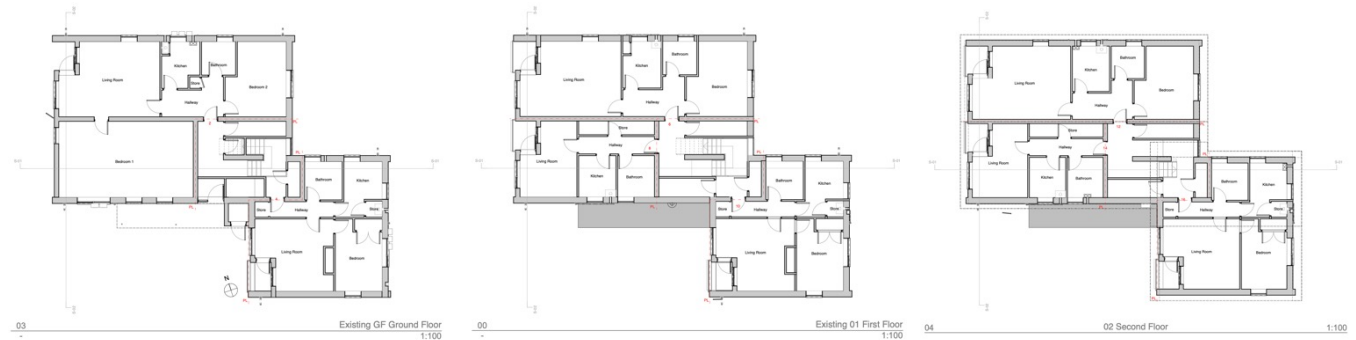 Living Room
Kitchen
Bathroom
Store
Bedroom 2
Hallway
Bedroom 1
Bathroom
Kitchen
Store
Hallway
Store
Living Room
Bedroom
N
03
Existing GF Ground Floor
-
1:100
Living Room
Kitchen
Bathroom
Bedroom
Hallway
Store
Hallway
Living Room
Kitchen
Bathroom
Bathroom
Kitchen
Store
Hallway
Store
Living Room
Bedroom
00
Existing 01 First Floor
-
1:100
Living Room
Kitchen
Bathroom
Bedroom
Hallway
Store
Hallway
Living Room
Kitchen
Bathroom
Bathroom
Kitchen
Store
Hallway
Store
Living Room
Bedroom
04
02 Second Floor
1:100